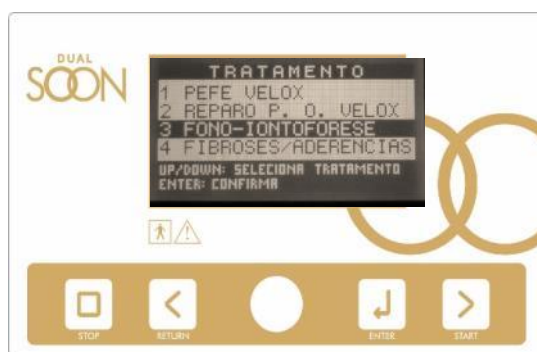 DUAL
SOON
TRATAMENTO
1 PEFE VELOX
2 REPARO P. O. VELOX
3 FONO-IONTOFORESE
4 FIBROSES/ADERENCIAS
UP/DOWN: SELECIONA TRATAMENTO
ENTER: CONFIRMA
STOP
RETURN
ENTER
START